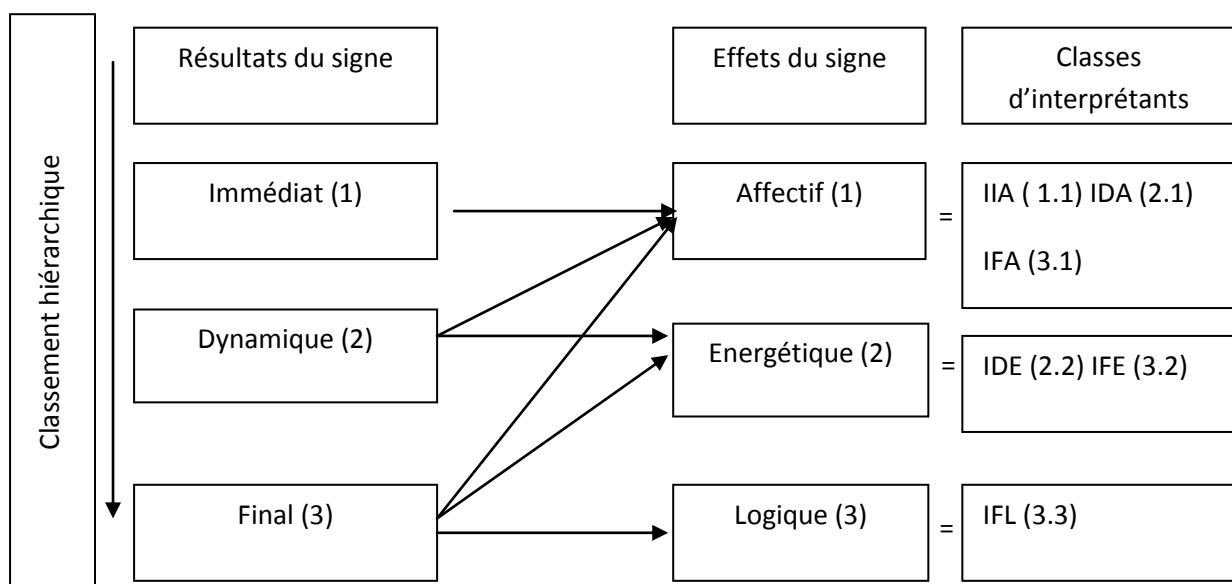 Classement hiérarchique
Résultats du signe
Effets du signe
Classes
d’interprétants
Immédiat (1)
Affectif (1)
=
IIA ( 1.1) IDA (2.1)
IFA (3.1)
Dynamique (2)
Energétique (2)
=
IDE (2.2) IFE (3.2)
Final (3)
Logique (3)
=
IFL (3.3)